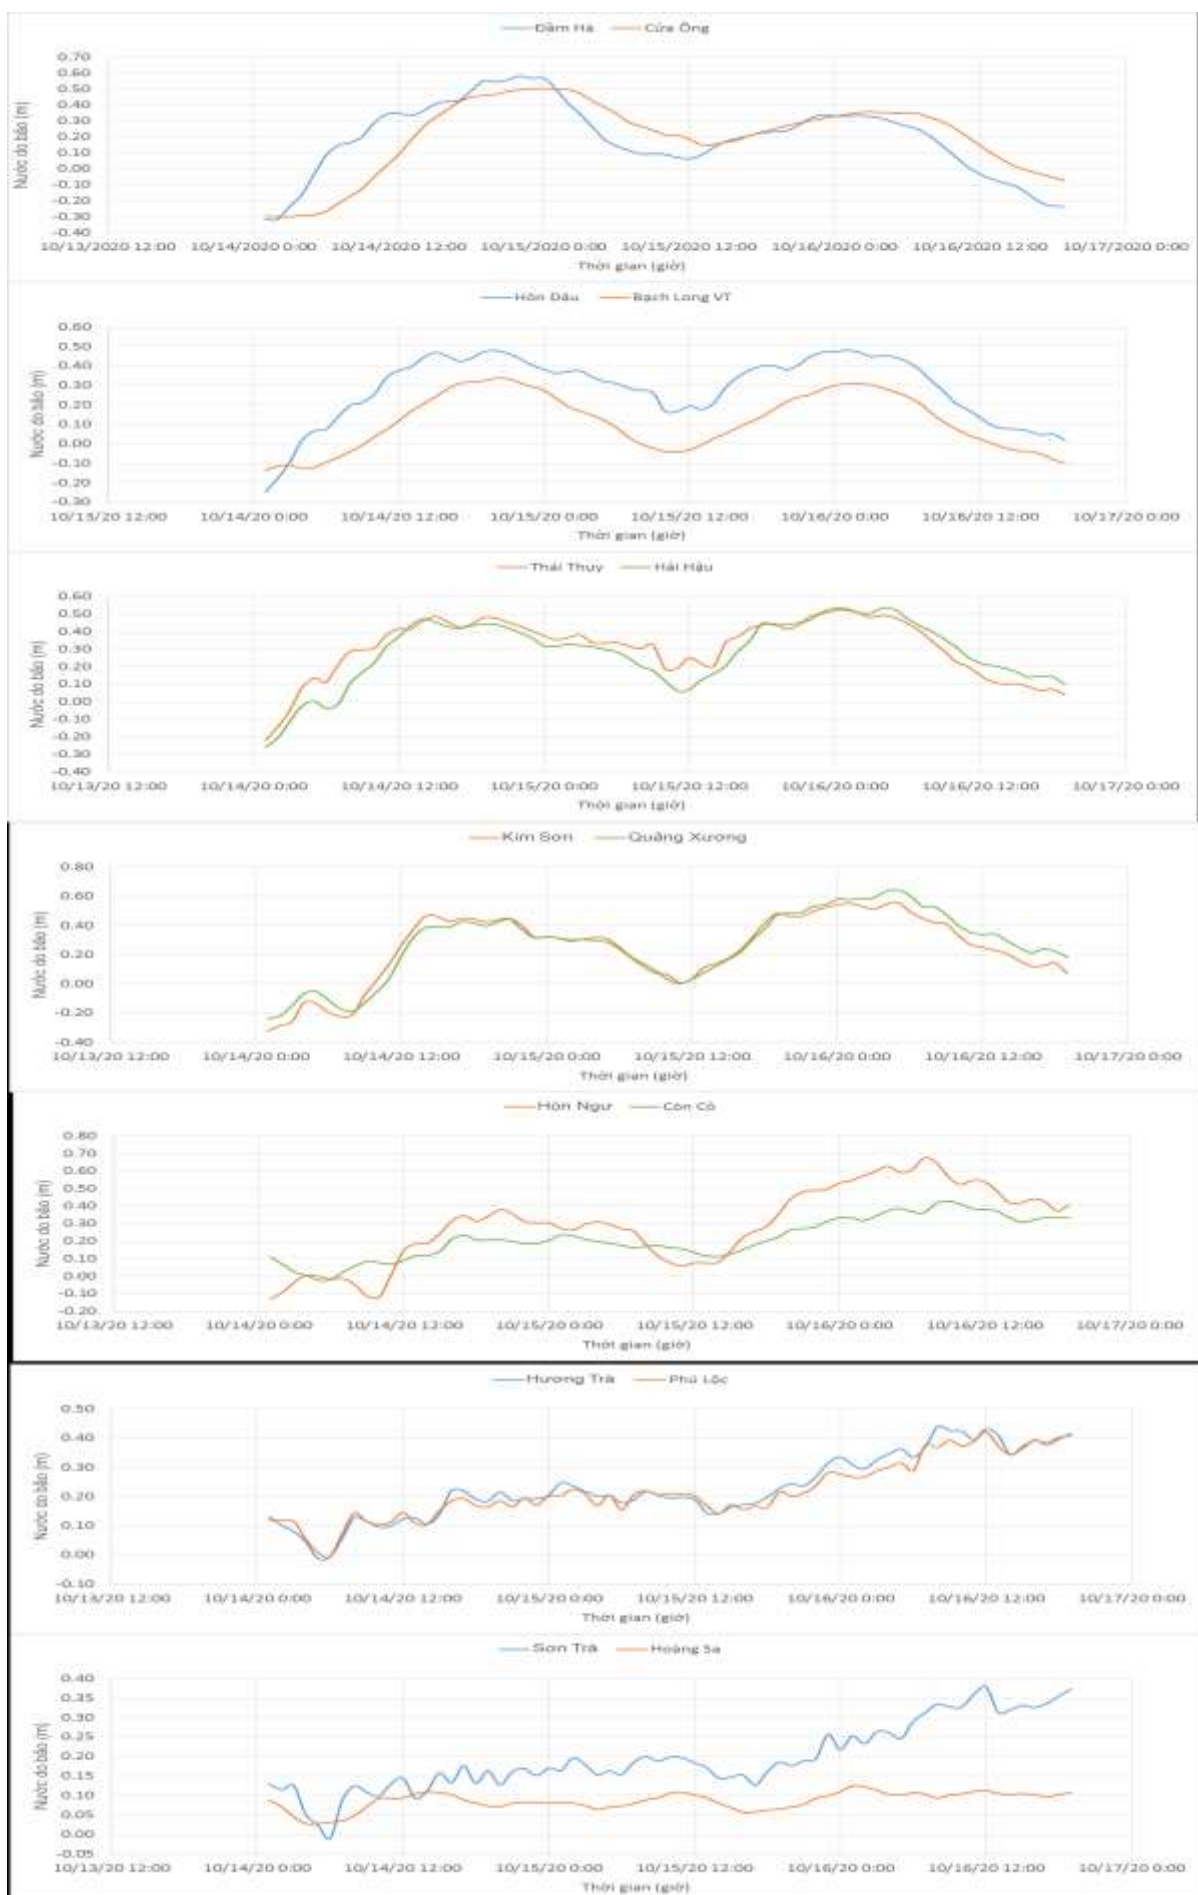 Đầm Hà Cửa Ông
Nước do bão (m)
0.70
0.60
0.50
0.40
0.30
0.20
0.10
0.00
-0.10
-0.20
-0.30
-0.40
10/13/2020 12:00 10/14/2020 0:00 10/14/2020 12:00 10/15/2020 0:00 10/15/2020 12:00 10/16/2020 0:00 10/16/2020 12:00 10/17/2020 0:00
Thời gian (giờ)
Hòn Dấu Bạch Long VT
Nước do bão (m)
0.60
0.50
0.40
0.30
0.20
0.10
0.00
-0.10
-0.20
-0.30
10/13/20 12:00 10/14/20 0:00 10/14/20 12:00 10/15/20 0:00 10/15/20 12:00 10/16/20 0:00 10/16/20 12:00 10/17/20 0:00
Thời gian (giờ)
Thái Thụy Hải Hậu
Nước do bão (m)
0.60
0.50
0.40
0.30
0.20
0.10
0.00
-0.10
-0.20
-0.30
-0.40
10/13/20 12:00 10/14/20 0:00 10/14/20 12:00 10/15/20 0:00 10/15/20 12:00 10/16/20 0:00 10/16/20 12:00 10/17/20 0:00
Thời gian (giờ)
Kim Sơn Quảng Xương
Nước do bão (m)
0.80
0.60
0.40
0.20
0.00
-0.20
-0.40
10/13/20 12:00 10/14/20 0:00 10/14/20 12:00 10/15/20 0:00 10/15/20 12:00 10/16/20 0:00 10/16/20 12:00 10/17/20 0:00
Thời gian (giờ)
Hòn Ngư Cồn Cỏ
Nước do bão (m)
0.80
0.70
0.60
0.50
0.40
0.30
0.20
0.10
0.00
-0.10
-0.20
10/13/20 12:00 10/14/20 0:00 10/14/20 12:00 10/15/20 0:00 10/15/20 12:00 10/16/20 0:00 10/16/20 12:00 10/17/20 0:00
Thời gian (giờ)
Hương Trà Phú Lộc
Nước do bão (m)
0.50
0.40
0.30
0.20
0.10
0.00
-0.10
10/13/20 12:00 10/14/20 0:00 10/14/20 12:00 10/15/20 0:00 10/15/20 12:00 10/16/20 0:00 10/16/20 12:00 10/17/20 0:00
Thời gian (giờ)
Sơn Trà Hoàng Sa
Nước do bão (m)
0.40
0.35
0.30
0.25
0.20
0.15
0.10
0.05
0.00
-0.05
10/13/20 12:00 10/14/20 0:00 10/14/20 12:00 10/15/20 0:00 10/15/20 12:00 10/16/20 0:00 10/16/20 12:00 10/17/20 0:00
Thời gian (giờ)